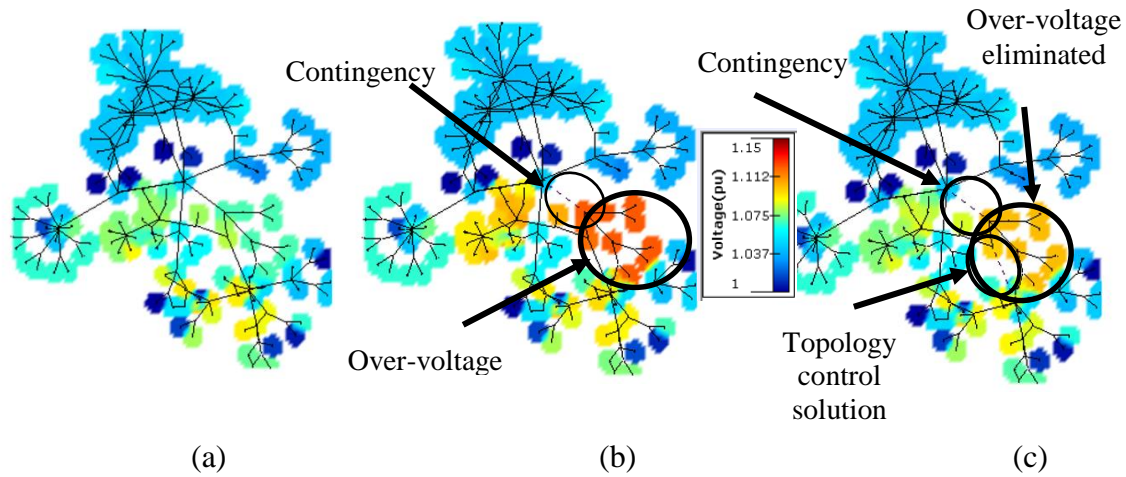 Over-voltage
eliminated
Contingency
Contingency
1.15
1.112
1.075
1.037
1
Voltage(pu)
Over-voltage
Topology
control
solution
(a)
(b)
(c)